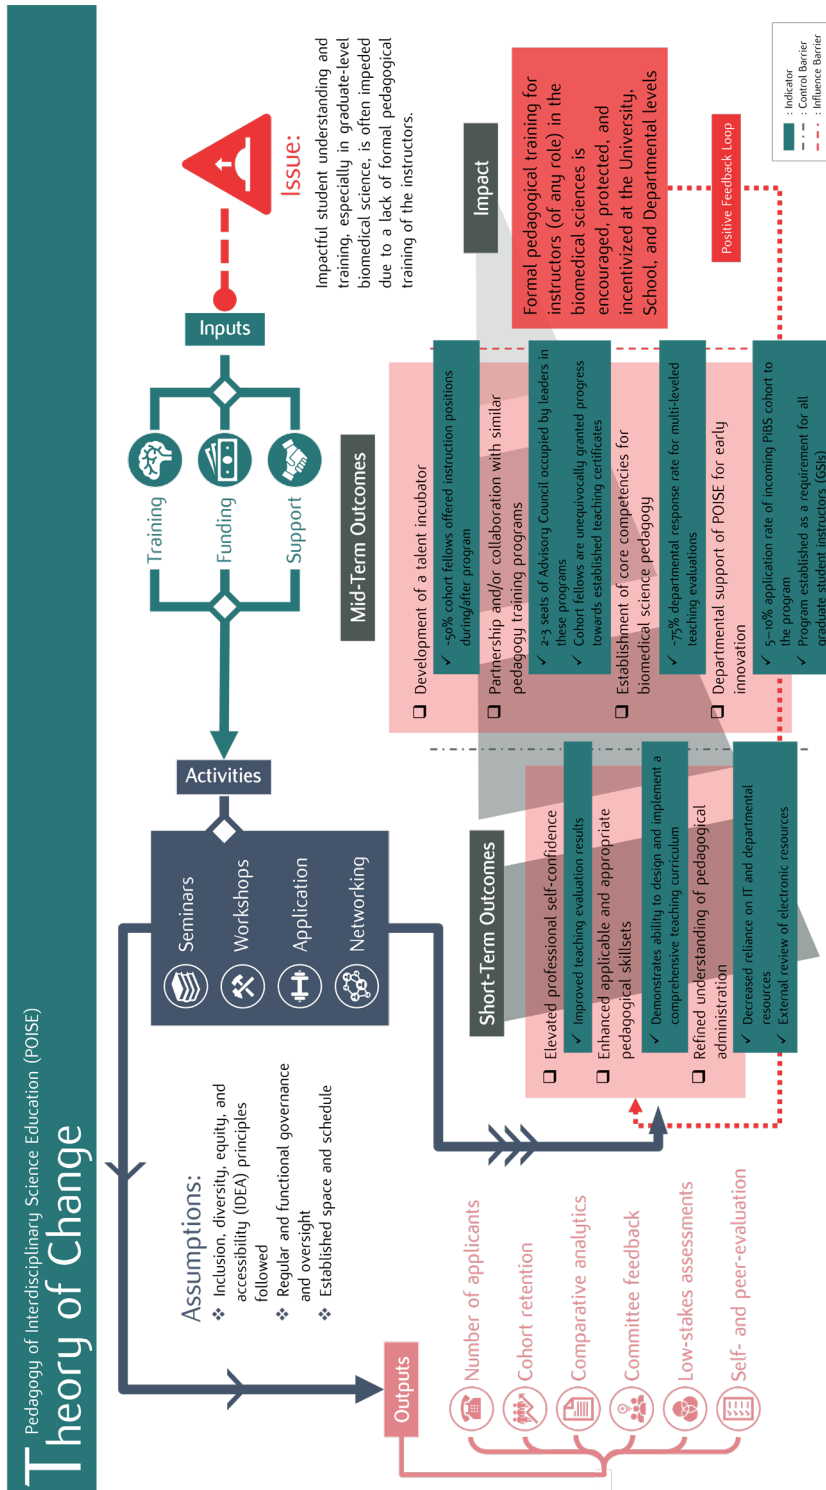 Pedagogy of Interdisciplinary Science Education (POISE)
Theory of Change
Issue:
Impactful student understanding and
training, especially in graduate-level
biomedical science, is often impeded
due to a lack of formal pedagogical
training of the instructors.
Inputs
Training
Funding
Support
Activities
Seminars
Workshops
Application
Networking
Assumptions:
❖ Inclusion, diversity, equity, and
accessibility (IDEA) principles
followed
❖ Regular and functional governance
and oversight
❖ Established space and schedule
Outputs
Number of applicants
Cohort retention
Comparative analytics
Committee feedback
Low-stakes assessments
Self- and peer-evaluation
Short-Term Outcomes
❑ Elevated professional self-confidence
✓ Improved teaching evaluation results
❑ Enhanced applicable and appropriate
pedagogical skillsets
✓ Demonstrates ability to design and implement a
comprehensive teaching curriculum
❑ Refined understanding of pedagogical
administration
✓ Decreased reliance on IT and departmental
resources
✓ External review of electronic resources
Mid-Term Outcomes
❑ Development of a talent incubator
✓ ~50% cohort fellows offered instruction positions
during/after program
❑ Partnership and/or collaboration with similar
pedagogy training programs
✓ 2-3 seats of Advisory Council occupied by leaders in
these programs
✓ Cohort fellows are unequivocally granted progress
towards established teaching certificates
❑ Establishment of core competencies for
biomedical science pedagogy
✓ ~75% departmental response rate for multi-leveled
teaching evaluations
❑ Departmental support of POISE for early
innovation
✓ 5–10% application rate of incoming PiBS cohort to
the program
✓ Program established as a requirement for all
graduate student instructors (GSIs)
Impact
Formal pedagogical training for
instructors (of any role) in the
biomedical sciences is
encouraged, protected, and
incentivized at the University,
School, and Departmental levels
Positive Feedback Loop
: Indicator
: Control Barrier
: Influence Barrier